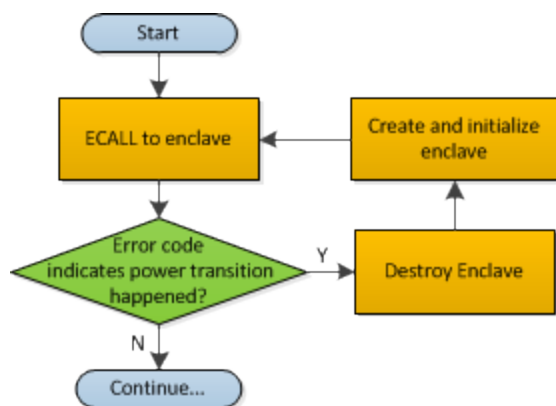 Start
ECALL to enclave
Create and initialize
enclave
Error code
indicates power transition
happened?
Y
Destroy Enclave
N
Continue...